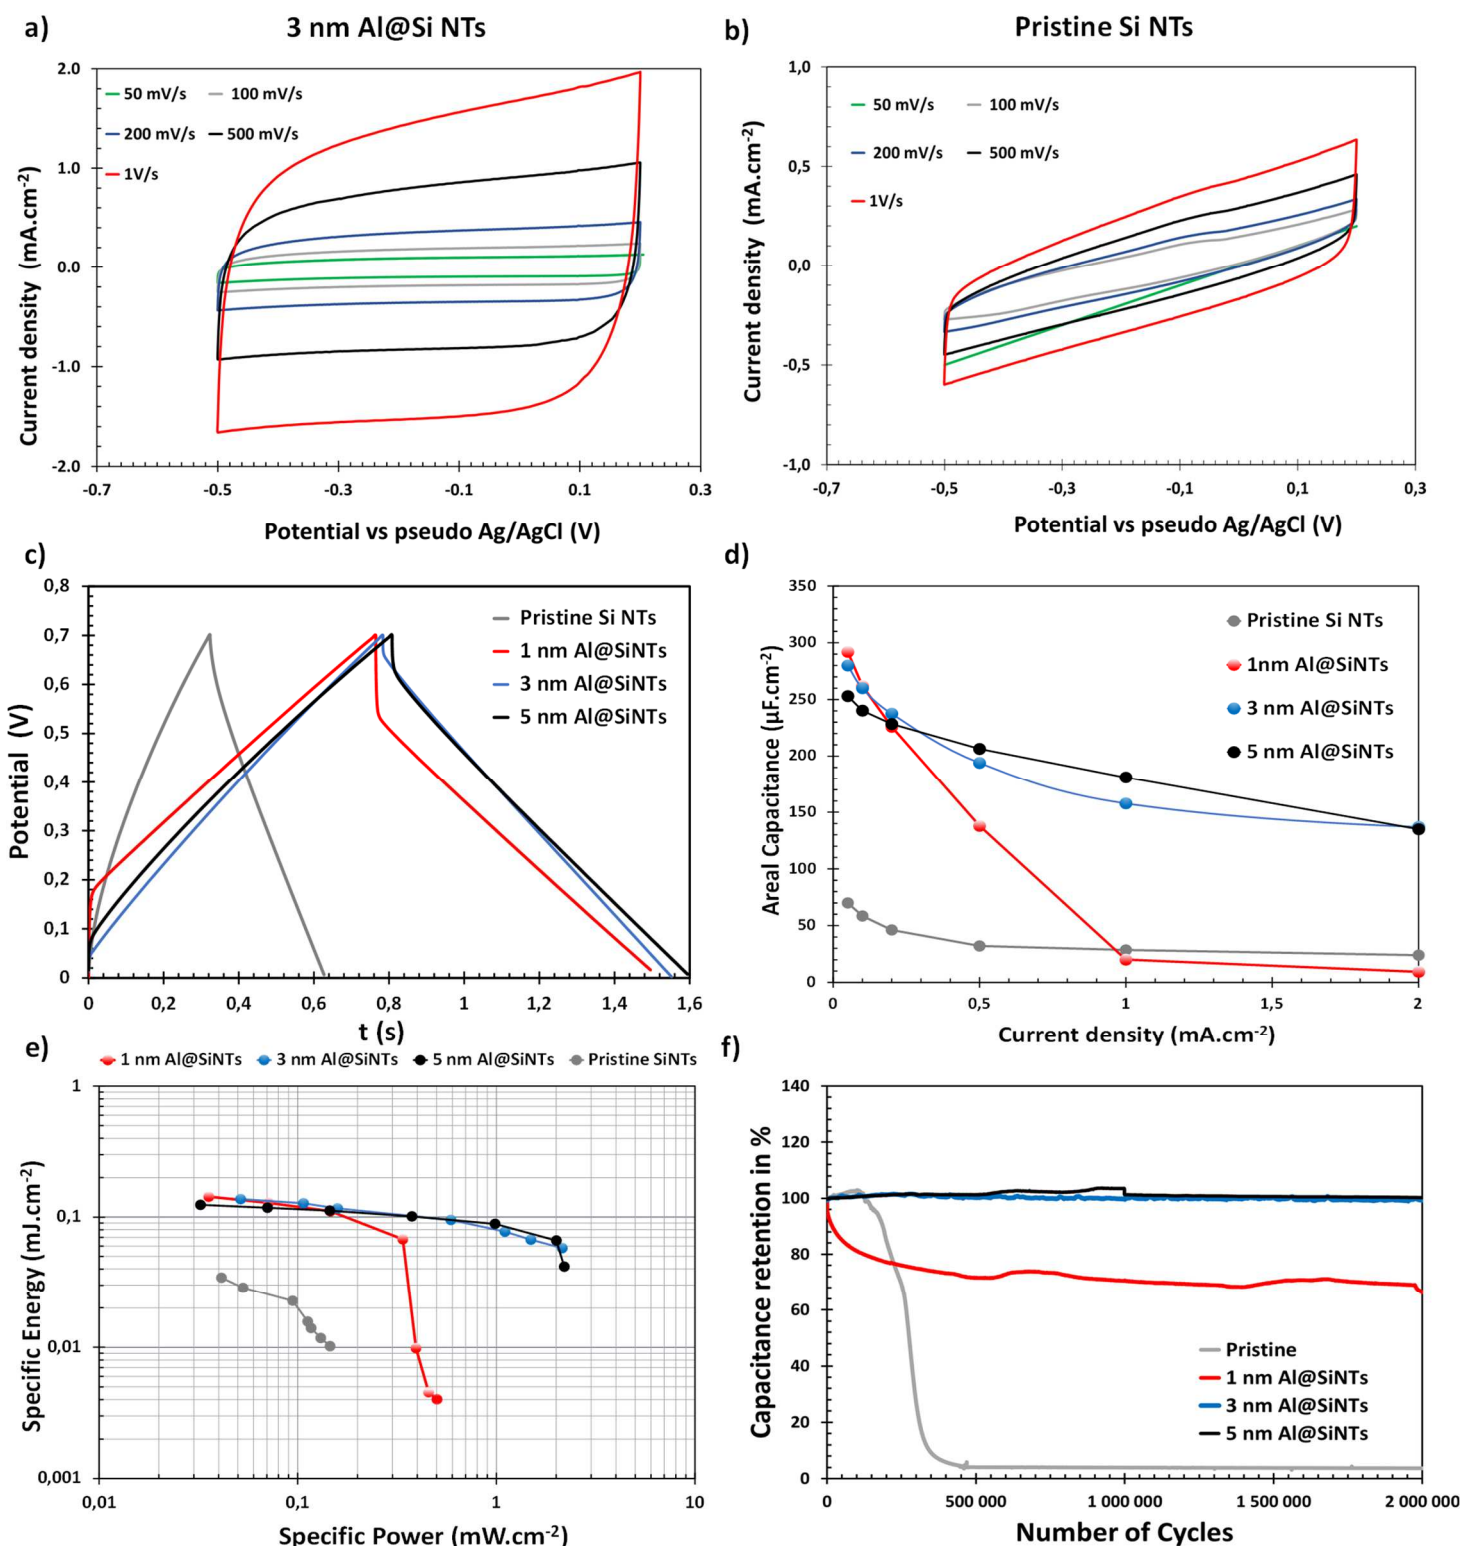 a)
3 nm Al@Si NTs
2.0
1.0
0.0
-1.0
-2.0
50 mV/s
100 mV/s
200 mV/s
500 mV/s
1V/s
-0.7
-0.5
-0.3
-0.1
0.1
0.3
Current density (mA.cm-2)
Potential vs pseudo Ag/AgCl (V)
b)
Pristine Si NTs
1,0
0,5
0,0
-0,5
-1,0
50 mV/s
100 mV/s
200 mV/s
500 mV/s
1V/s
-0,7
-0,5
-0,3
-0,1
0,1
0,3
Current density (mA.cm-2)
Potential vs pseudo Ag/AgCl (V)
c)
0,8
0,7
0,6
0,5
0,4
0,3
0,2
0,1
0
Pristine Si NTs
1 nm Al@SiNTs
3 nm Al@SiNTs
5 nm Al@SiNTs
0
0,2
0,4
0,6
0,8
1
1,2
1,4
1,6
Potential (V)
t (s)
d)
350
300
250
200
150
100
50
0
Pristine Si NTs
1nm Al@SiNTs
3 nm Al@SiNTs
5 nm Al@SiNTs
0
0,5
1
1,5
2
Areal Capacitance (µF.cm-2)
Current density (mA.cm-2)
e)
1 nm Al@SiNTs
3 nm Al@SiNTs
5 nm Al@SiNTs
Pristine SiNTs
1
0,1
0,01
0,001
0,01
0,1
1
10
Specific Energy (mJ.cm-2)
Specific Power (mW.cm-2)
f)
140
120
100
80
60
40
20
0
Pristine
1 nm Al@SiNTs
3 nm Al@SiNTs
5 nm Al@SiNTs
0
500 000
1 000 000
1 500 000
2 000 000
Capacitance retention in %
Number of Cycles